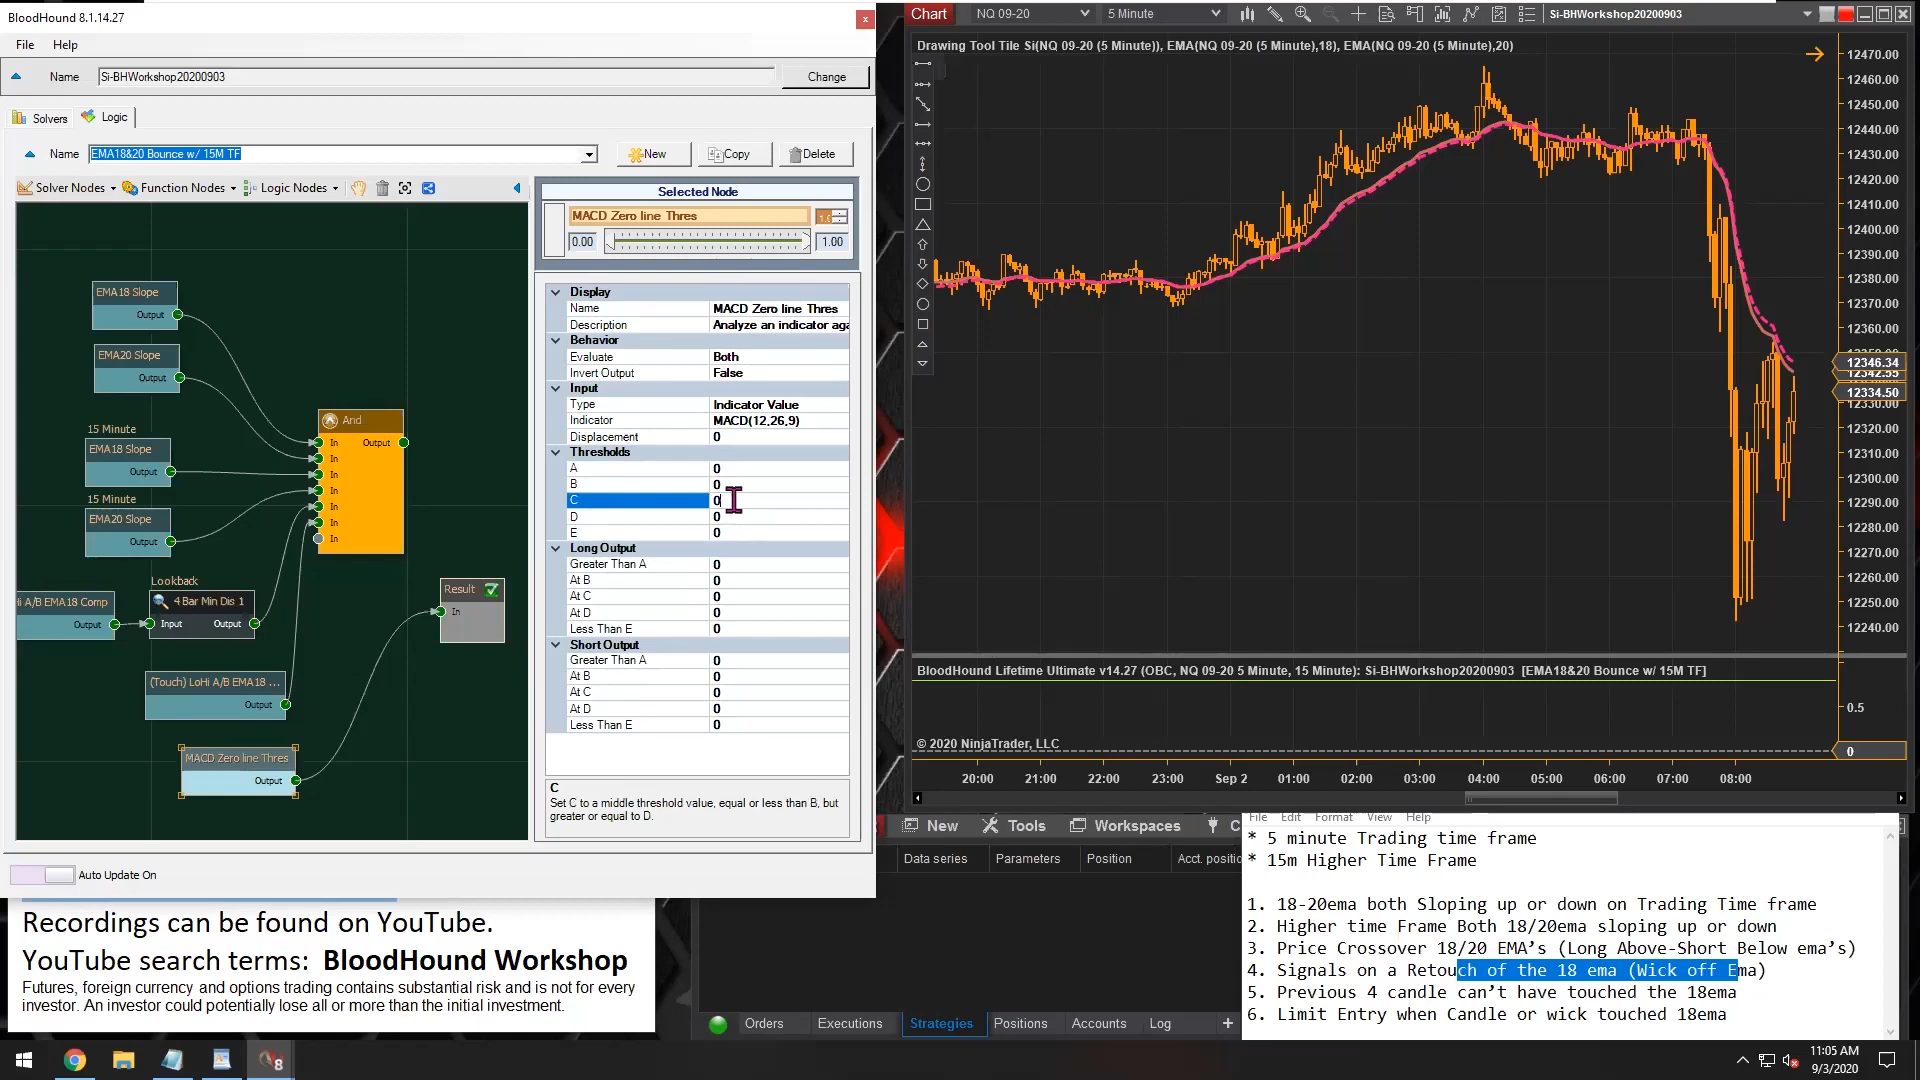 BloodHound 8.1.14.27
File Help
Name Si-BHWorkshop20200903 Change
Solvers Logic
Name EMA18&20 Bounce w/ 15M TF New Copy Delete
Solver Nodes Function Nodes Logic Nodes
EMA18 Slope
Output
EMA20 Slope
Output
15 Minute
EMA18 Slope
Output
15 Minute
EMA20 Slope
Output
And
In Output
In
In
In
In
In
In
Lookback
Hi A/B EMA18 Comp
Output
4 Bar Min Dis 1
Input Output
(Touch) LoHi A/B EMA18 ...
Output
MACD Zero line Thres
Output
Result
In
Selected Node
MACD Zero line Thres
0.00 1.00
Display
Name MACD Zero line Thres
Description Analyze an indicator aga
Behavior
Evaluate Both
Invert Output False
Input
Type Indicator Value
Indicator MACD(12,26,9)
Displacement 0
Thresholds
A 0
B 0
C 0
D 0
E 0
Long Output
Greater Than A 0
At B 0
At C 0
At D 0
Less Than E 0
Short Output
Greater Than A 0
At B 0
At C 0
At D 0
Less Than E 0
C
Set C to a middle threshold value, equal or less than B, but
greater or equal to D.
Auto Update On
Chart NQ 09-20 5 Minute Si-BHWorkshop20200903
Drawing Tool Tile Si(NQ 09-20 (5 Minute)), EMA(NQ 09-20 (5 Minute),18), EMA(NQ 09-20 (5 Minute),20)
12470.00
12460.00
12450.00
12440.00
12430.00
12420.00
12410.00
12400.00
12390.00
12380.00
12370.00
12360.00
12346.34
12342.55
12334.50
12330.00
12320.00
12310.00
12300.00
12290.00
12280.00
12270.00
12260.00
12250.00
12240.00
BloodHound Lifetime Ultimate v14.27 (OBC, NQ 09-20 5 Minute, 15 Minute): Si-BHWorkshop20200903 [EMA18&20 Bounce w/ 15M TF]
0.5
0
© 2020 NinjaTrader, LLC
20:00 21:00 22:00 23:00 Sep 2 01:00 02:00 03:00 04:00 05:00 06:00 07:00 08:00
New Tools Workspaces C
Data series Parameters Position Acct. positio
Orders Executions Strategies Positions Accounts Log +
File Edit Format View Help
* 5 minute Trading time frame
* 15m Higher Time Frame
1. 18-20ema both Sloping up or down on Trading Time frame
2. Higher time Frame Both 18/20ema sloping up or down
3. Price Crossover 18/20 EMA’s (Long Above-Short Below ema’s)
4. Signals on a Retouch of the 18 ema (Wick off Ema)
5. Previous 4 candle can’t have touched the 18ema
6. Limit Entry when Candle or wick touched 18ema
Recordings can be found on YouTube.
YouTube search terms: BloodHound Workshop
Futures, foreign currency and options trading contains substantial risk and is not for every
investor. An investor could potentially lose all or more than the initial investment.
11:05 AM
9/3/2020